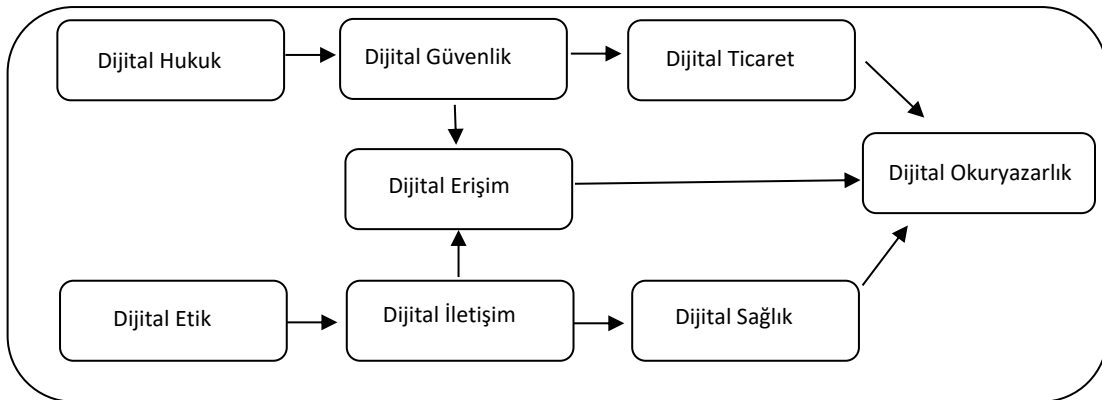 Dijital Hukuk
Dijital Güvenlik
Dijital Ticaret
Dijital Erişim
Dijital Okuryazarlık
Dijital Etik
Dijital İletişim
Dijital Sağlık